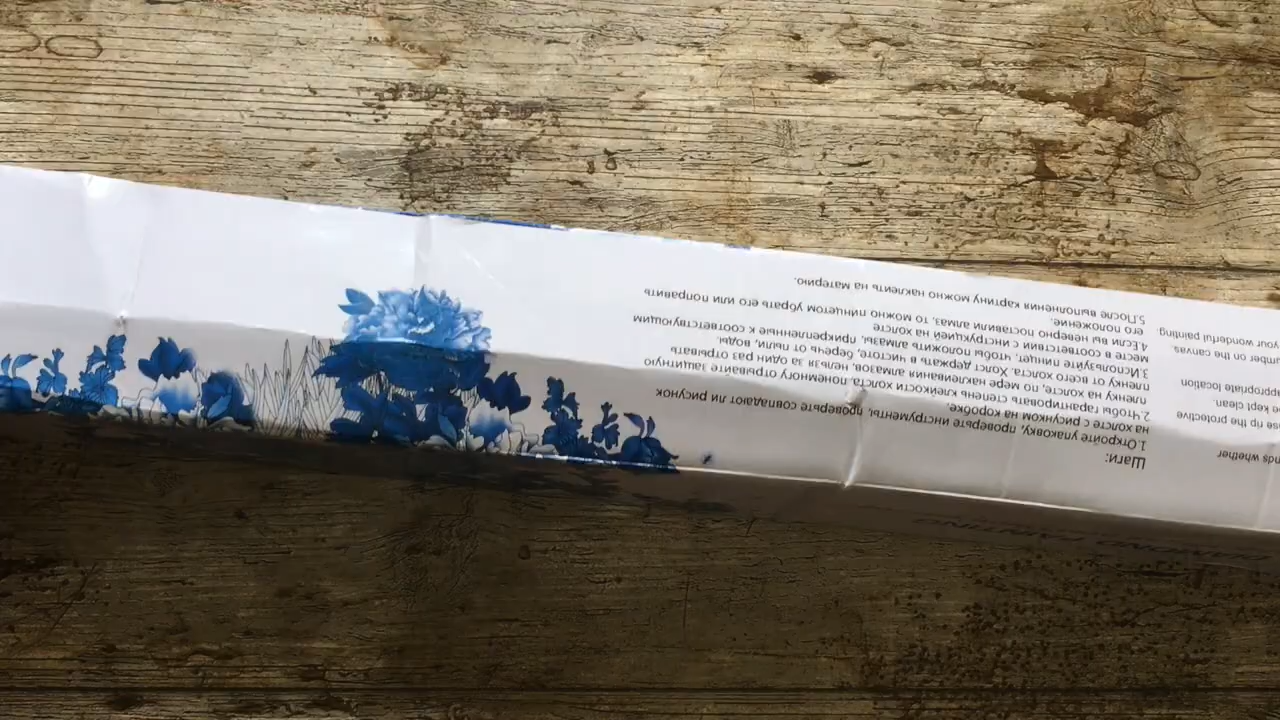 Шаги:
1.Откройте упаковку, проверьте инструменты, проверьте совпадают ли рисунок
на холсте с рисунком на коробке.
2.Чтобы гарантировать степень клейкости холста, понемногу отрывать защитную
пленку на холсте, по мере наклеивания алмазов, нельзя за один раз отрывать
пленку от всего холста. Холст держать в чистоте, беречь от пыли, воды.
3.Используйте пинцет, чтобы положить алмазы, прикрепленные к соответствующим
месте в соответствии с инструкцией на холсте
4.Если вы неверно поставили алмаз, то можно пинцетом убрать его или поправить
его положение.
5.После выполнения картину можно наклеить на материю.
nds whether
se rip the protective
kept clean.
propriate location
mber on the canvas.
your wonderful painting.